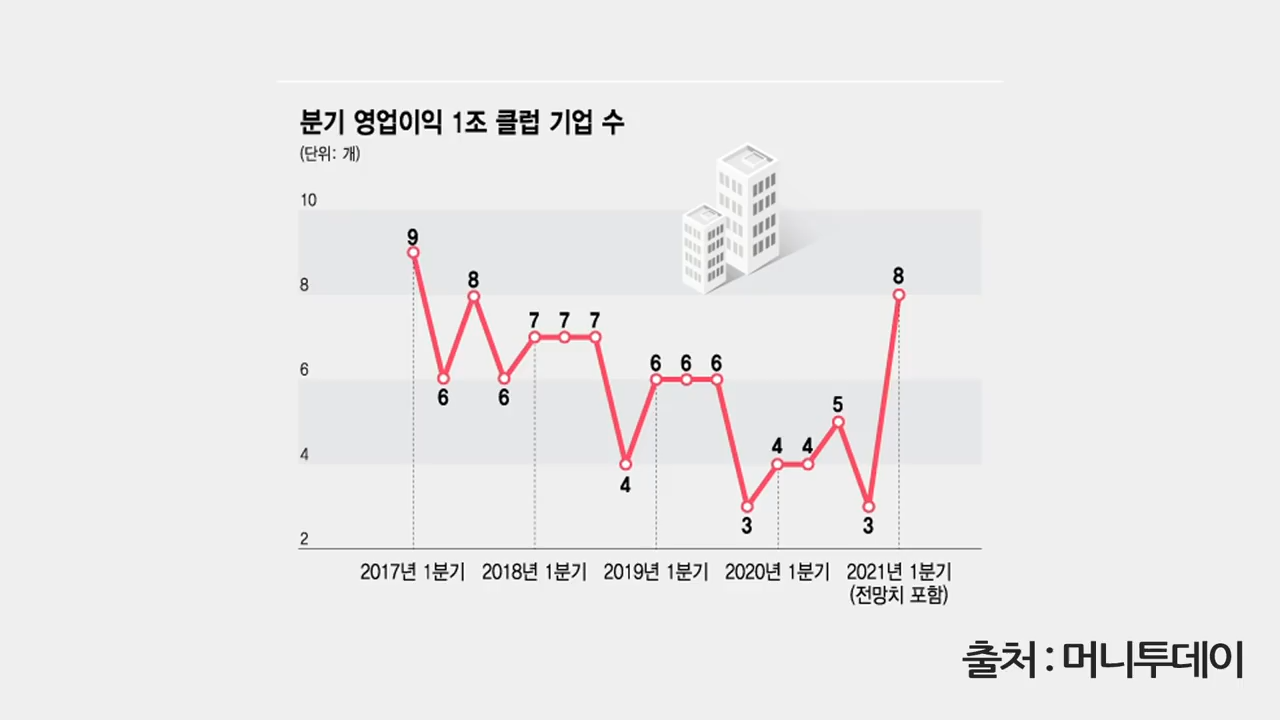 분기 영업이익 1조 클럽 기업 수
(단위: 개)
10
8
6
4
2
9
6
8
6
7
7
7
4
6
6
6
3
4
4
5
3
8
2017년 1분기
2018년 1분기
2019년 1분기
2020년 1분기
2021년 1분기
(전망치 포함)
출처 : 머니투데이